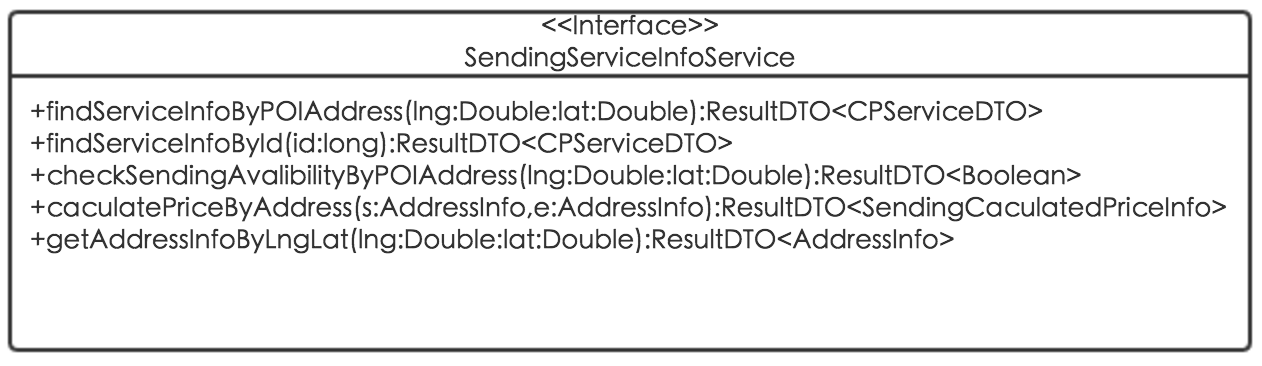 <<Interface>>
SendingServiceInfoService
+findServiceInfoByPOIAddress(lng:Double:lat:Double):ResultDTO<CPServiceDTO>
+findServiceInfoById(id:long):ResultDTO<CPServiceDTO>
+checkSendingAvalibilityByPOIAddress(lng:Double:lat:Double):ResultDTO<Boolean>
+caculatePriceByAddress(s:AddressInfo,e:AddressInfo):ResultDTO<SendingCaculatedPriceInfo>
+getAddressInfoByLngLat(lng:Double:lat:Double):ResultDTO<AddressInfo>